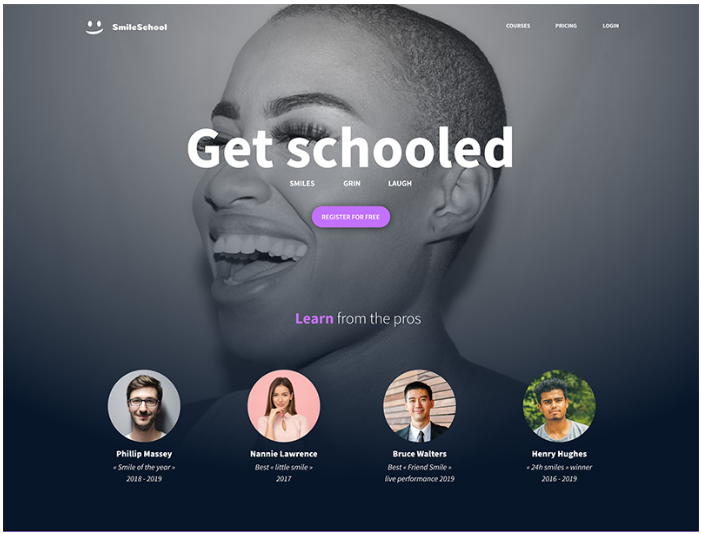 SmileSchool
COURSES PRICING LOGIN
Get schooled
SMILES GRIN LAUGH
REGISTER FOR FREE
Learn from the pros
Phillip Massey
« Smile of the year »
2018 - 2019
Nannie Lawrence
Best « little smile »
2017
Bruce Walters
Best « Friend Smile »
live performance 2019
Henry Hughes
« 24h smiles » winner
2016 - 2019